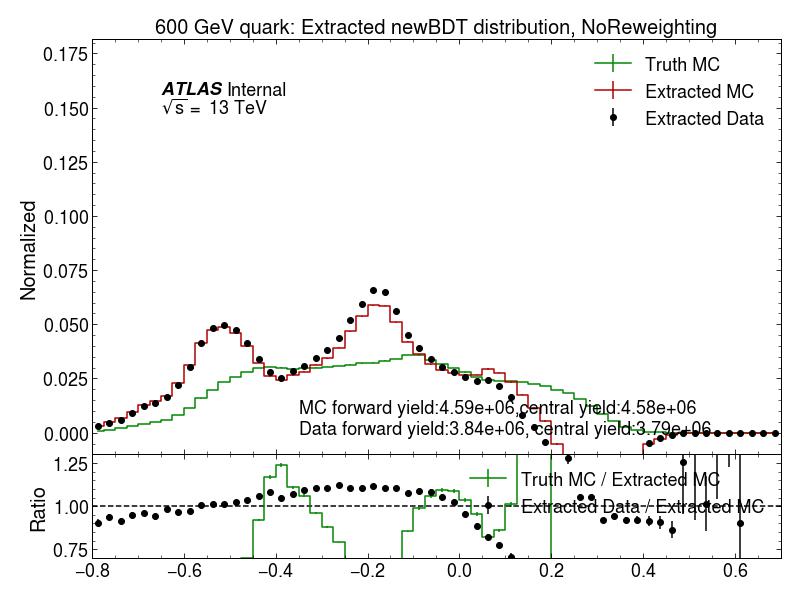 600 GeV quark: Extracted newBDT distribution, NoReweighting
0.175
0.150
0.125
0.100
0.075
0.050
0.025
0.000
Normalized
ATLAS Internal
√s = 13 TeV
Truth MC
Extracted MC
Extracted Data
MC forward yield:4.59e+06,central yield:4.58e+06
Data forward yield:3.84e+06, central yield:3.79e+06
1.25
1.00
0.75
Ratio
Truth MC / Extracted MC
Extracted Data / Extracted MC
−0.8 −0.6 −0.4 −0.2 0.0 0.2 0.4 0.6